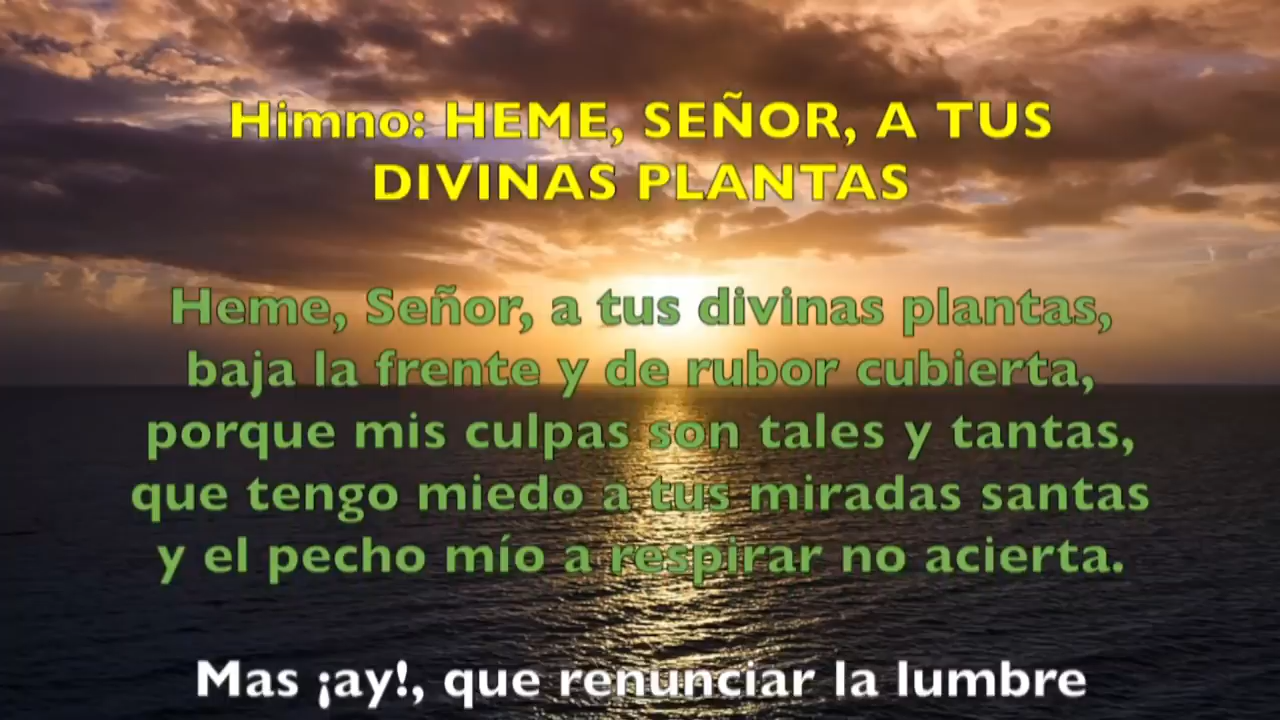 Himno: HEME, SEÑOR, A TUS
DIVINAS PLANTAS
Heme, Señor, a tus divinas plantas,
baja la frente y de rubor cubierta,
porque mis culpas son tales y tantas,
que tengo miedo a tus miradas santas
y el pecho mío a respirar no acierta.
Mas ¡ay!, que renunciar la lumbre